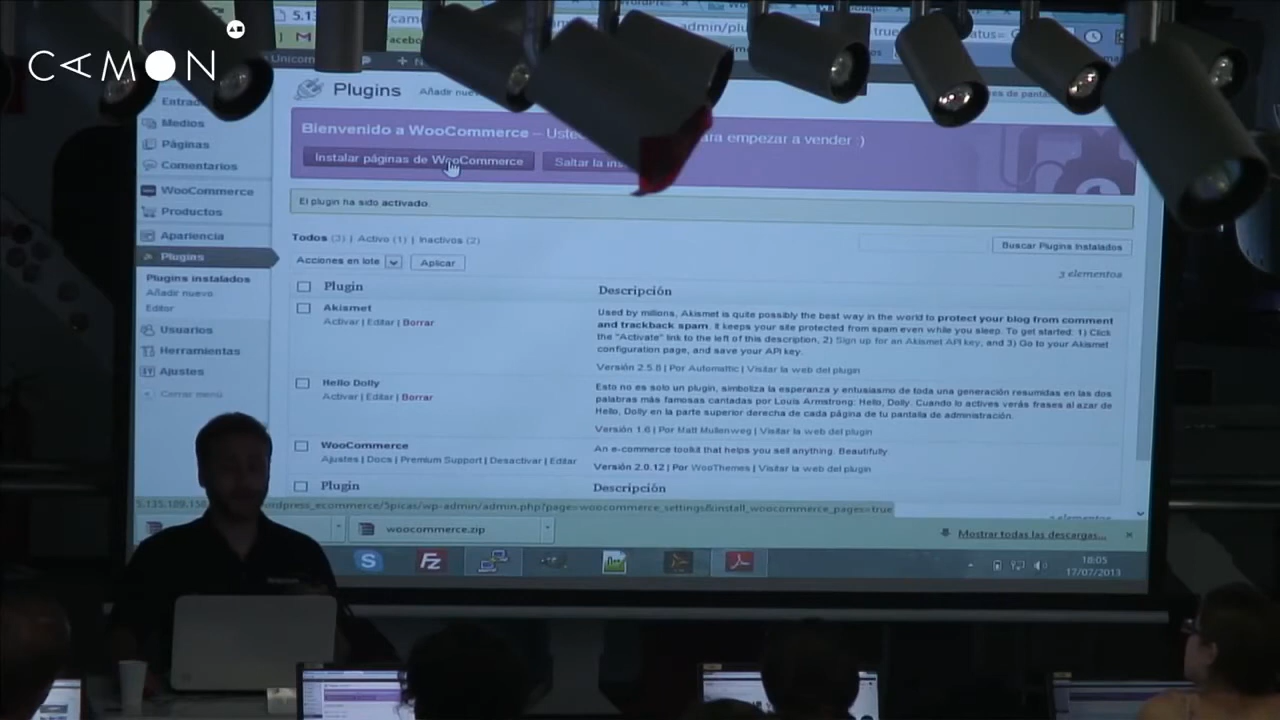 CAMON
Plugins
Bienvenido a WooCommerce – Uste
ara empezar a vender :)
Instalar páginas de WooCommerce
Saltar la ins
Medios
Páginas
Comentarios
WooCommerce
Productos
Apariencia
Plugins
Plugins instalados
Añadir nuevo
Editor
Usuarios
Herramientas
Ajustes
Cerrar menú
El plugin ha sido activado.
Todos (3) | Activo (1) | Inactivos (2)
Buscar Plugins instalados
Acciones en lote
Aplicar
3 elementos
Plugin
Descripción
Akismet
Activar | Editar | Borrar
Used by millions, Akismet is quite possibly the best way in the world to protect your blog from comment
and trackback spam. It keeps your site protected from spam even while you sleep. To get started: 1) Click
the "Activate" link to the left of this description, 2) Sign up for an Akismet API key, and 3) Go to your Akismet
configuration page, and save your API key.
Versión 2.5.8 | Por Automattic | Visitar la web del plugin
Hello Dolly
Activar | Editar | Borrar
Esto no es solo un plugin, simboliza la esperanza y entusiasmo de toda una generación resumidas en las dos
palabras más famosas cantadas por Louis Armstrong: Hello, Dolly. Cuando lo actives verás frases al azar de
Hello, Dolly en la parte superior derecha de cada página de tu pantalla de administración.
Versión 1.6 | Por Matt Mullenweg | Visitar la web del plugin
WooCommerce
Ajustes | Docs | Premium Support | Desactivar | Editar
An e-commerce toolkit that helps you sell anything. Beautifully.
Versión 2.0.12 | Por WooThemes | Visitar la web del plugin
Plugin
Descripción
ordpress_ecommerce/5picas/wp-admin/admin.php?page=woocommerce_settings&install_woocommerce_pages=true
woocommerce.zip
Mostrar todas las descargas...
18:05
17/07/2013